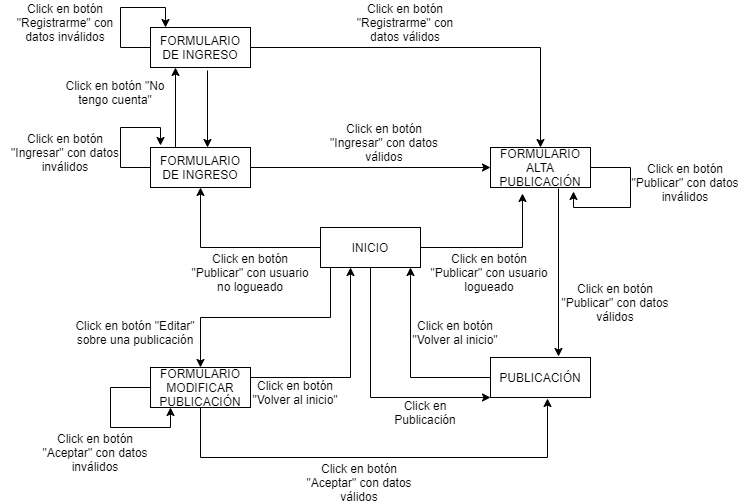 Click en botón
"Registrarme" con
datos inválidos
Click en botón
"Registrarme" con
datos válidos
FORMULARIO
DE INGRESO
Click en botón "No
tengo cuenta"
Click en botón
"Ingresar" con datos
inválidos
Click en botón
"Ingresar" con datos
válidos
FORMULARIO
DE INGRESO
FORMULARIO
ALTA
PUBLICACIÓN
Click en botón
"Publicar" con datos
inválidos
INICIO
Click en botón
"Publicar" con usuario
no logueado
Click en botón
"Publicar" con usuario
logueado
Click en botón
"Publicar" con datos
válidos
Click en botón "Editar"
sobre una publicación
Click en botón
"Volver al inicio"
FORMULARIO
MODIFICAR
PUBLICACIÓN
Click en botón
"Volver al inicio"
PUBLICACIÓN
Click en
Publicación
Click en botón
"Aceptar" con datos
inválidos
Click en botón
"Aceptar" con datos
válidos